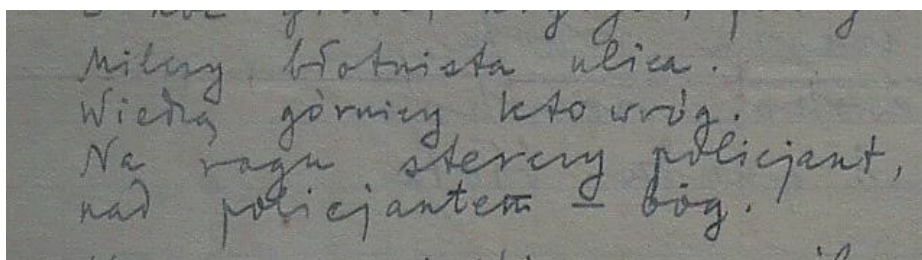 Milczy błotnista ulica.
Wiedzą górnicy kto wróg.
Na rogu sterczy policjant,
nad policjantem – bóg.